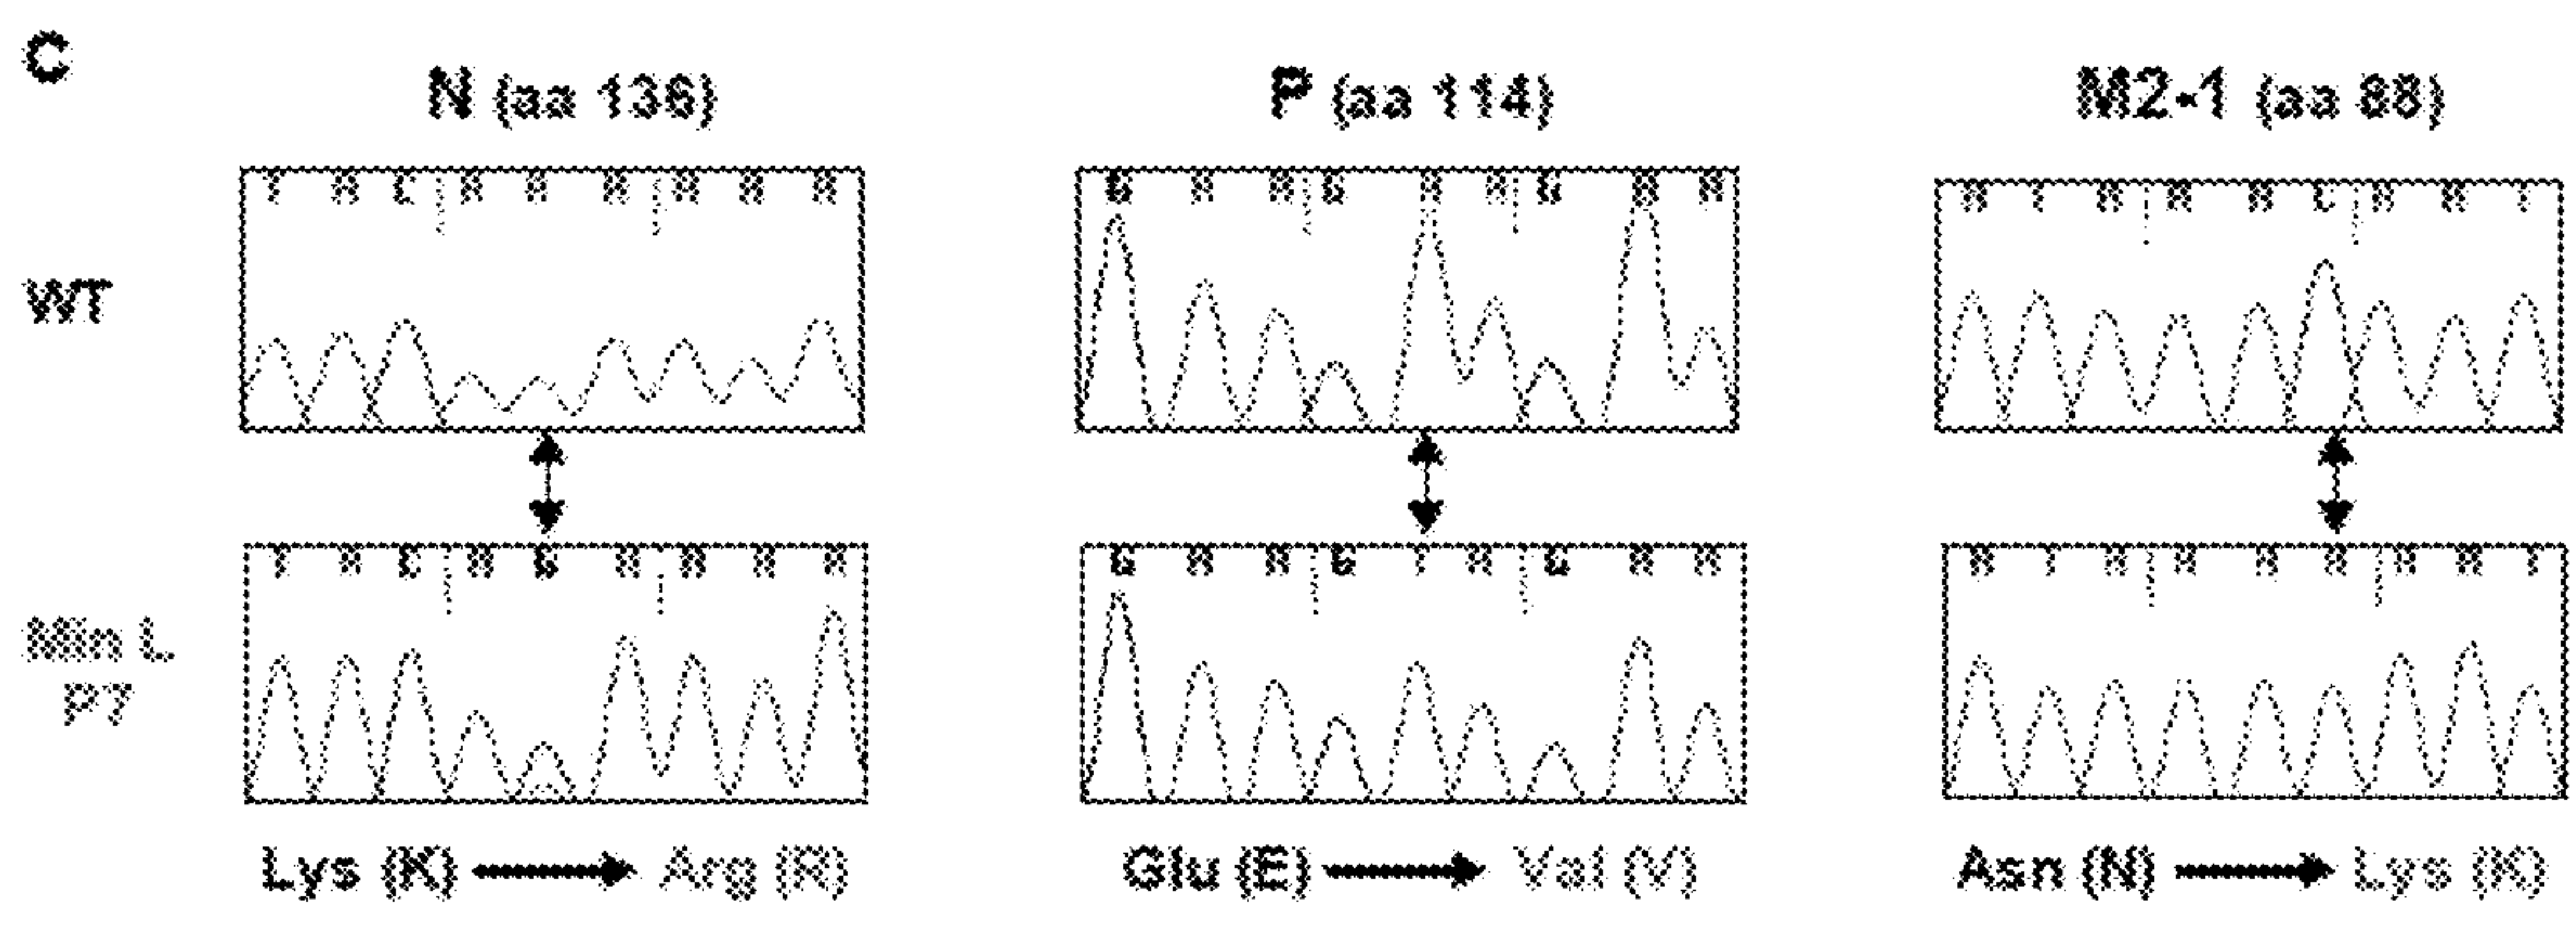 C
N (aa 136)
P (aa 114)
M2-1 (aa 88)
WT
T A C A A A A A A
G A A G A A G A A
A T A A A C A A T
Min L
P7
T A C A G A A A A
G A A G T A G A A
A T A A A A A A T
Lys (K) Arg (R)
Glu (E) Val (V)
Asn (N) Lys (K)